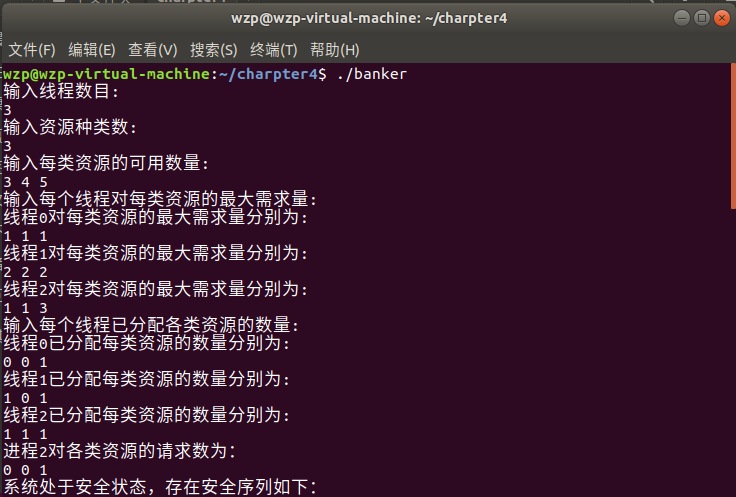 wzp@wzp-virtual-machine: ~/charpter4
文件(F) 编辑(E) 查看(V) 搜索(S) 终端(T) 帮助(H)
wzp@wzp-virtual-machine:~/charpter4$ ./banker
输入线程数目:
3
输入资源种类数:
3
输入每类资源的可用数量:
3 4 5
输入每个线程对每类资源的最大需求量:
线程0对每类资源的最大需求量分别为:
1 1 1
线程1对每类资源的最大需求量分别为:
2 2 2
线程2对每类资源的最大需求量分别为:
1 1 3
输入每个线程已分配各类资源的数量:
线程0已分配每类资源的数量分别为:
0 0 1
线程1已分配每类资源的数量分别为:
1 0 1
线程2已分配每类资源的数量分别为:
1 1 1
进程2对各类资源的请求数为：
0 0 1
系统处于安全状态，存在安全序列如下：